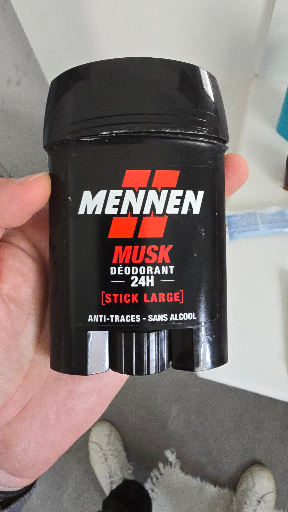 MENNEN
MUSK
DÉODORANT
24H
[STICK LARGE]
ANTI-TRACES - SANS ALCOOL